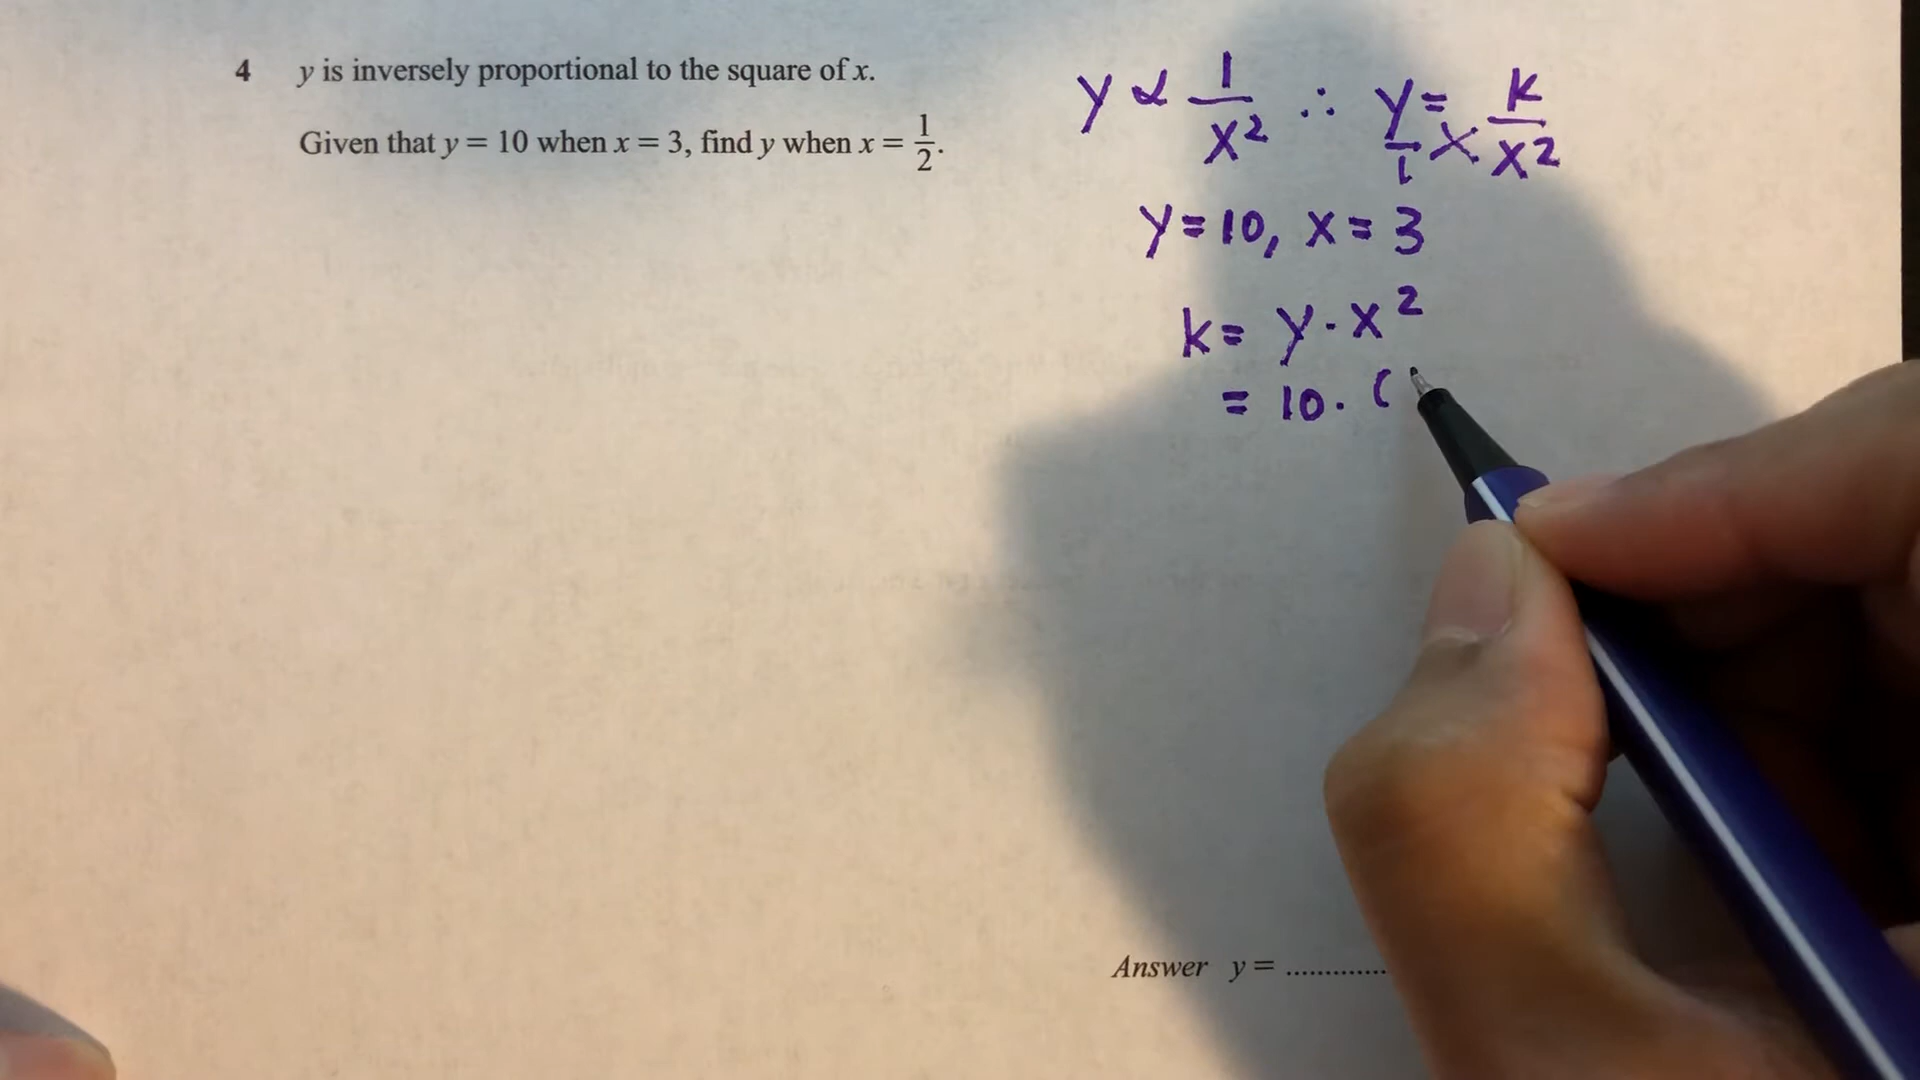 4 y is inversely proportional to the square of x.
Given that y = 10 when x = 3, find y when x = 1/2.
y ∝ 1/x² ∴ y/1 = k/x²
y = 10, x = 3
k = y · x²
= 10 · (
Answer y = ..............